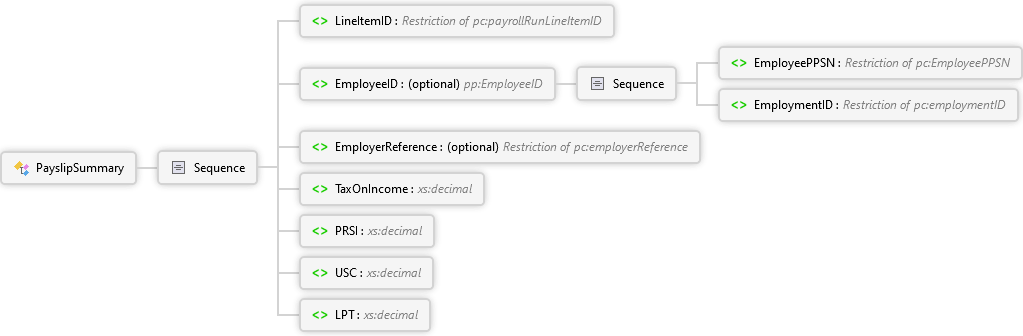 LineItemID : Restriction of pc:payrollRunLineItemID
EmployeeID : (optional) pp:EmployeeID
Sequence
EmployeePPSN : Restriction of pc:EmployeePPSN
EmploymentID : Restriction of pc:employmentID
EmployerReference : (optional) Restriction of pc:employerReference
PayslipSummary
Sequence
TaxOnIncome : xs:decimal
PRSI : xs:decimal
USC : xs:decimal
LPT : xs:decimal